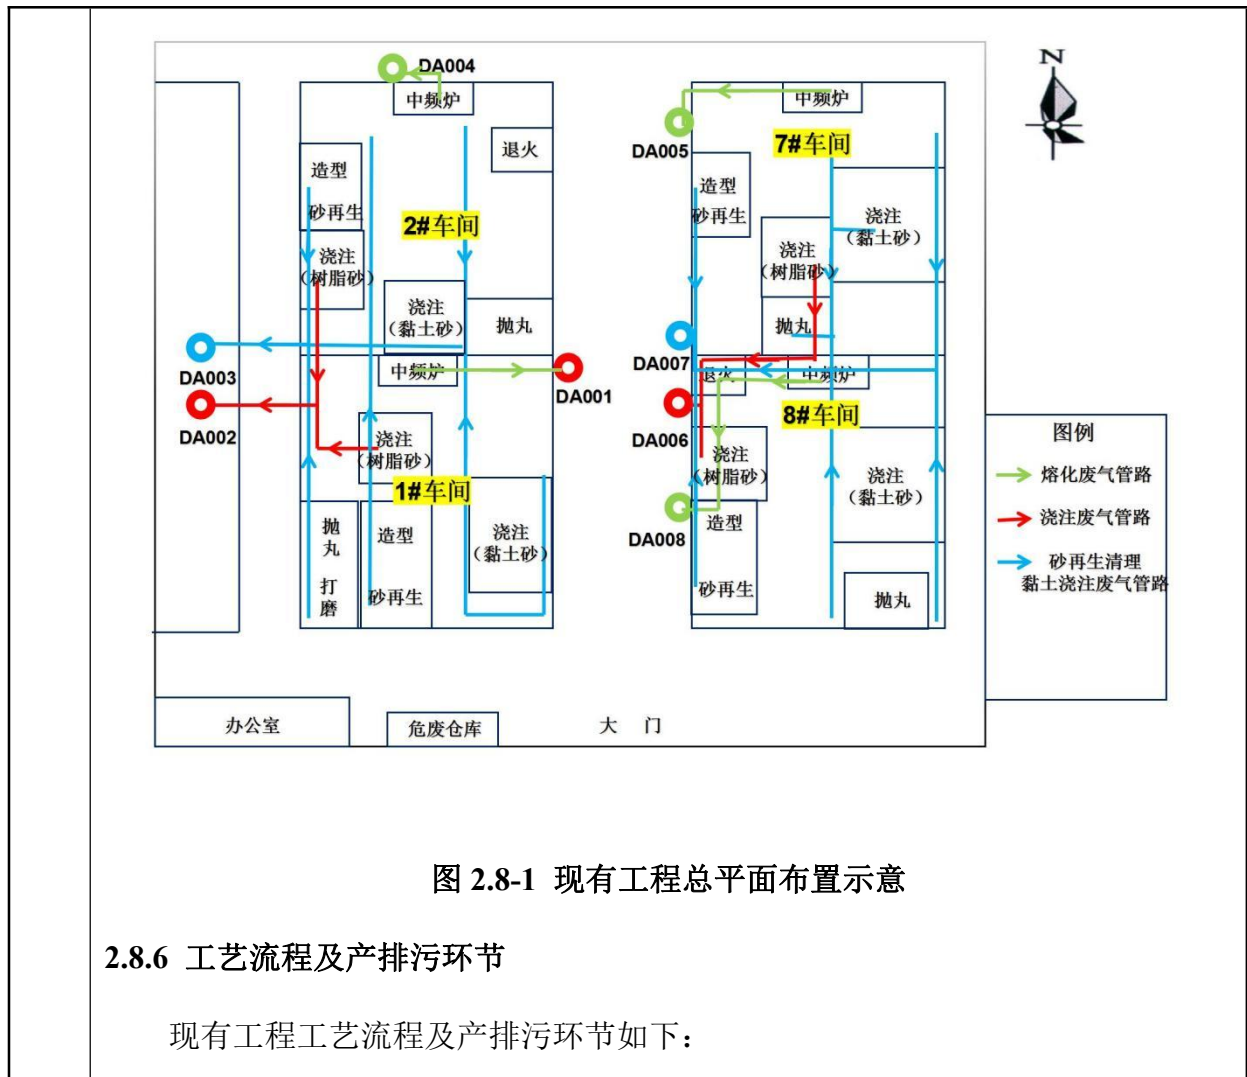 N
DA004
中频炉
退火
造型
砂再生
2#车间
浇注
（树脂砂）
浇注
（黏土砂）
抛丸
DA003
中频炉
DA001
DA002
浇注
（树脂砂）
1#车间
抛丸
打磨
造型
砂再生
浇注
（黏土砂）
中频炉
DA005
7#车间
造型
砂再生
浇注
（黏土砂）
浇注
（树脂砂）
抛丸
DA007
退火
中频炉
8#车间
DA006
浇注
（树脂砂）
浇注
（黏土砂）
DA008
造型
砂再生
抛丸
图例
熔化废气管路
浇注废气管路
砂再生清理
黏土浇注废气管路
办公室
危废仓库
大 门
图 2.8-1 现有工程总平面布置示意
2.8.6 工艺流程及产排污环节
现有工程工艺流程及产排污环节如下：